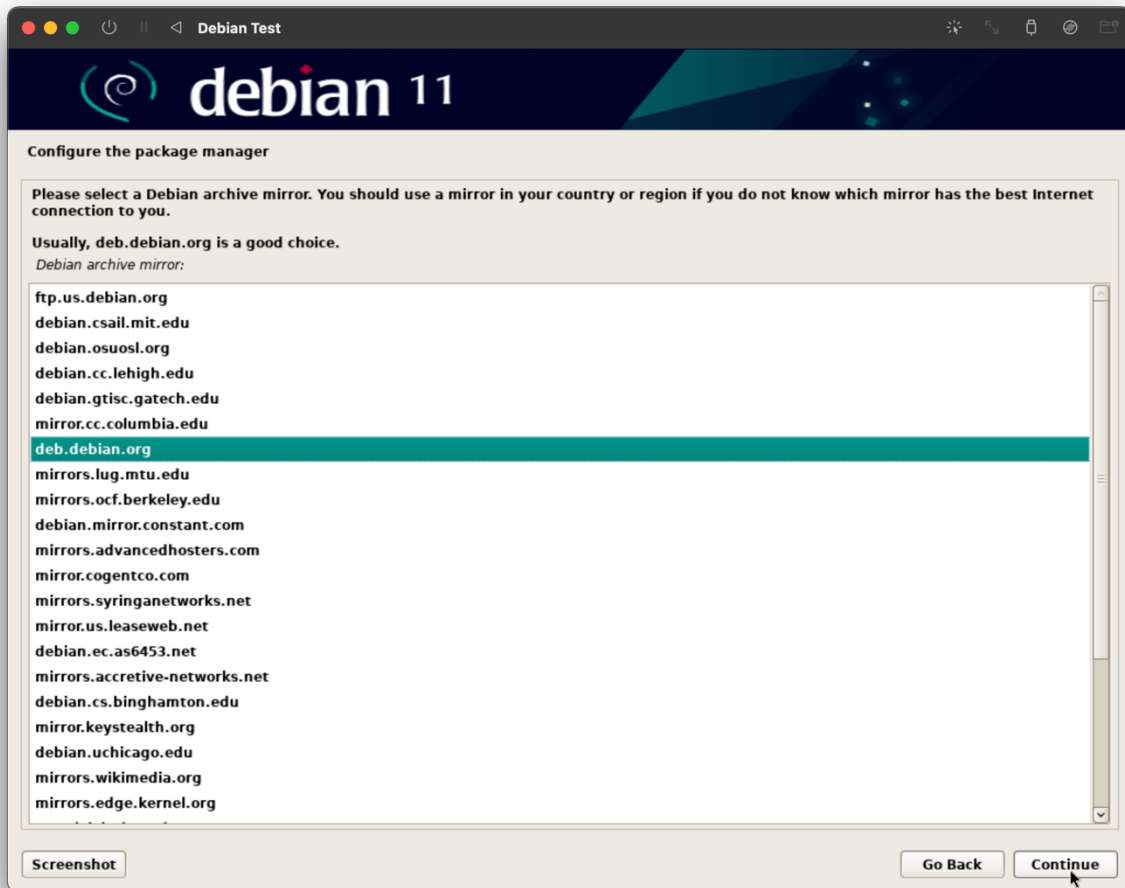 Debian Test
debian 11
Configure the package manager
Please select a Debian archive mirror. You should use a mirror in your country or region if you do not know which mirror has the best Internet
connection to you.
Usually, deb.debian.org is a good choice.
Debian archive mirror:
ftp.us.debian.org
debian.csail.mit.edu
debian.osuosl.org
debian.cc.lehigh.edu
debian.gtisc.gatech.edu
mirror.cc.columbia.edu
deb.debian.org
mirrors.lug.mtu.edu
mirrors.ocf.berkeley.edu
debian.mirror.constant.com
mirrors.advancedhosters.com
mirror.cogentco.com
mirrors.syringanetworks.net
mirror.us.leaseweb.net
debian.ec.as6453.net
mirrors.accretive-networks.net
debian.cs.binghamton.edu
mirror.keystealth.org
debian.uchicago.edu
mirrors.wikimedia.org
mirrors.edge.kernel.org
Screenshot
Go Back
Continue